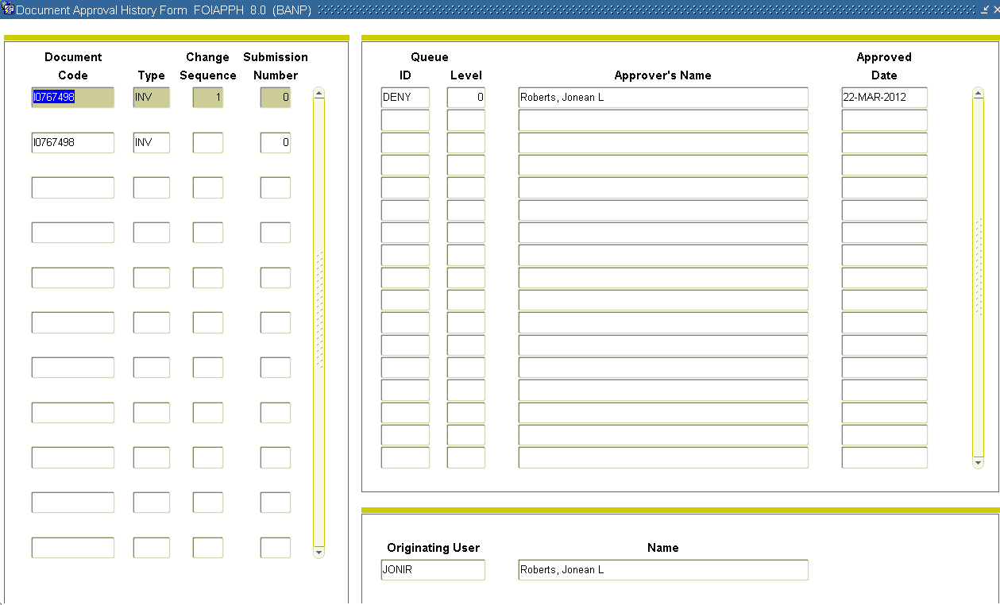 Document Approval History Form  FOIAPPH  8.0  (BANP)
Document Code Type Change Sequence Submission Number
I0767498 INV 1 0
I0767498 INV 0
Queue ID Level Approver's Name Approved Date
DENY 0 Roberts, Jonean L 22-MAR-2012
Originating User Name
JONIR Roberts, Jonean L